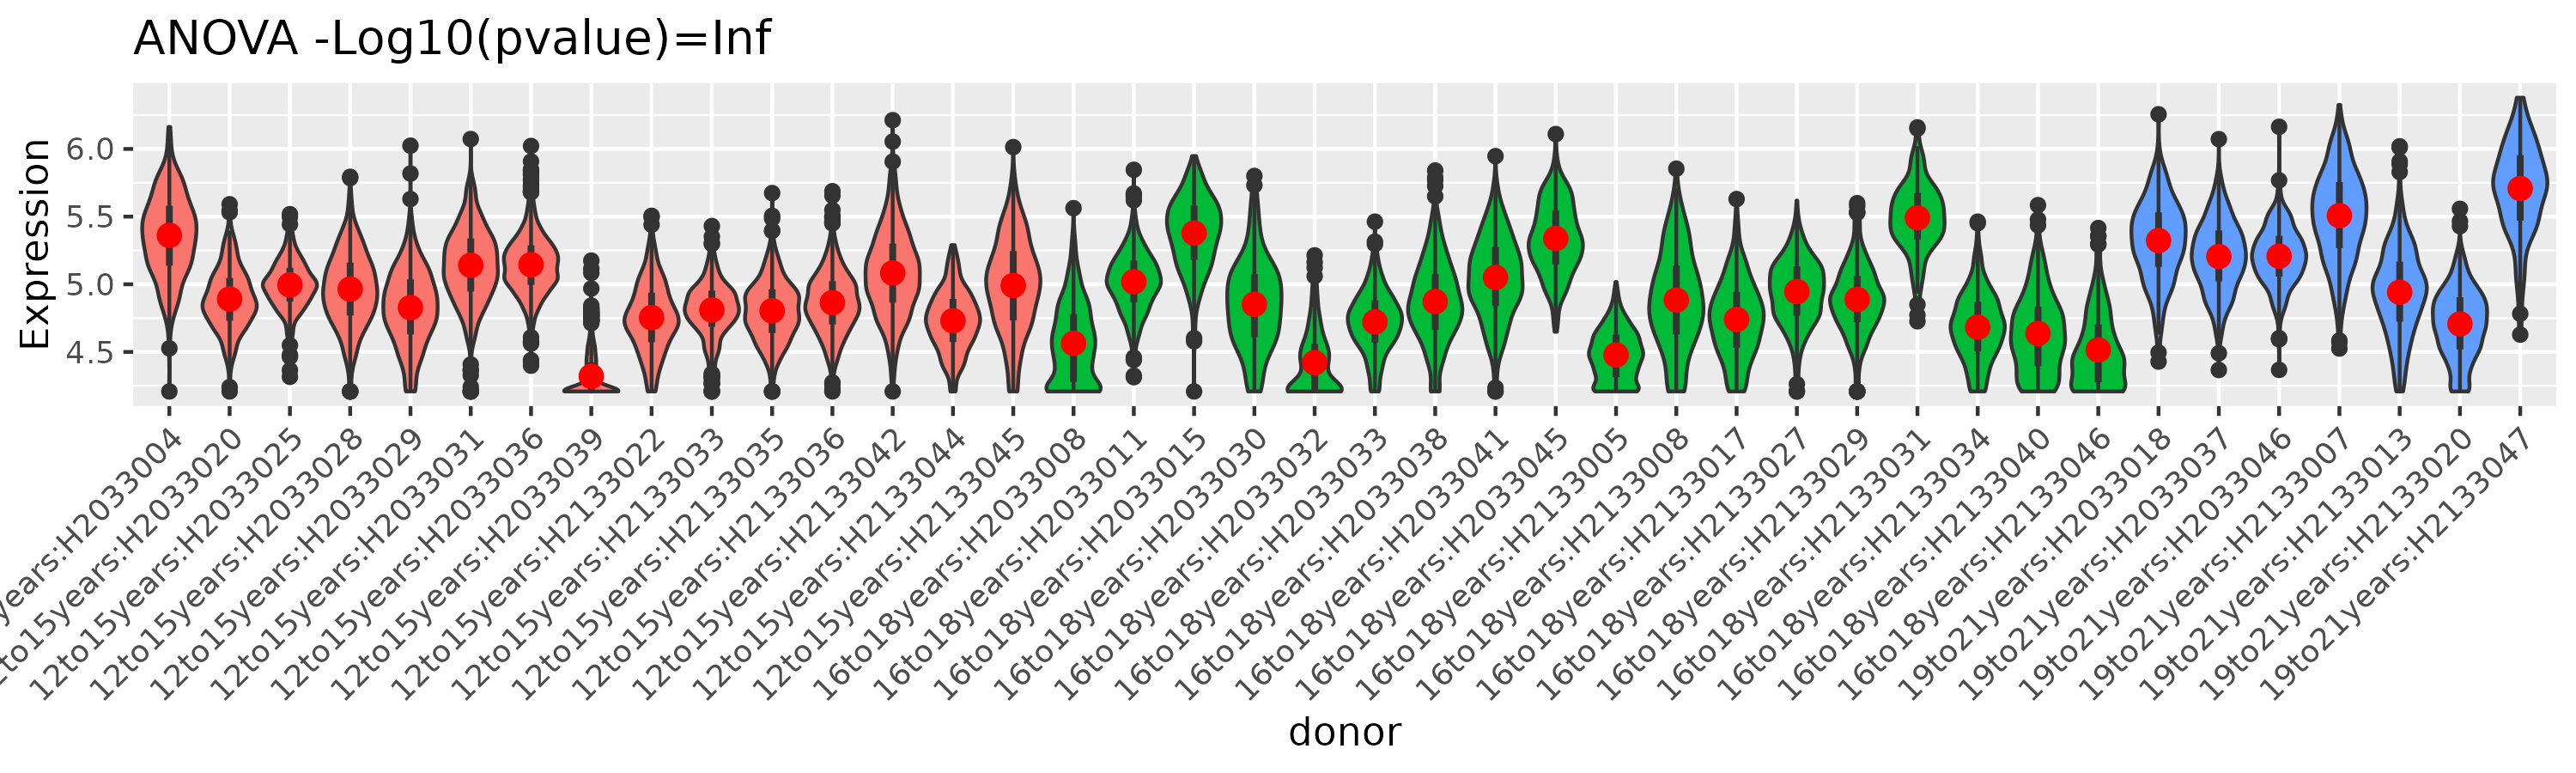 ANOVA -Log10(pvalue)=Inf
Expression
6.0
5.5
5.0
4.5
years:H2033004
to15years:H2033020
12to15years:H2033025
12to15years:H2033028
12to15years:H2033029
12to15years:H2033031
12to15years:H2033036
12to15years:H2033039
12to15years:H2133022
12to15years:H2133033
12to15years:H2133035
12to15years:H2133036
12to15years:H2133042
12to15years:H2133044
12to15years:H2133045
16to18years:H2033008
16to18years:H2033011
16to18years:H2033015
16to18years:H2033030
16to18years:H2033032
16to18years:H2033033
16to18years:H2033038
16to18years:H2033041
16to18years:H2033045
16to18years:H2133005
16to18years:H2133008
16to18years:H2133017
16to18years:H2133027
16to18years:H2133029
16to18years:H2133031
16to18years:H2133034
16to18years:H2133040
16to18years:H2133046
19to21years:H2033018
19to21years:H2033037
19to21years:H2033046
19to21years:H2133007
19to21years:H2133013
19to21years:H2133020
19to21years:H2133047
donor